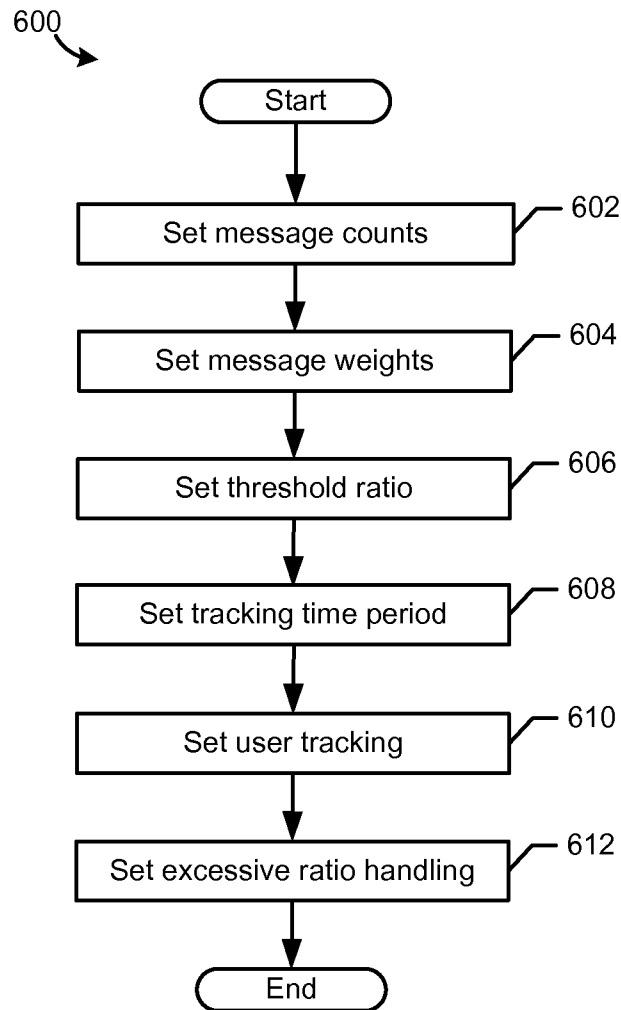 600
Start
Set message counts
602
Set message weights
604
Set threshold ratio
606
Set tracking time period
608
Set user tracking
610
Set excessive ratio handling
612
End